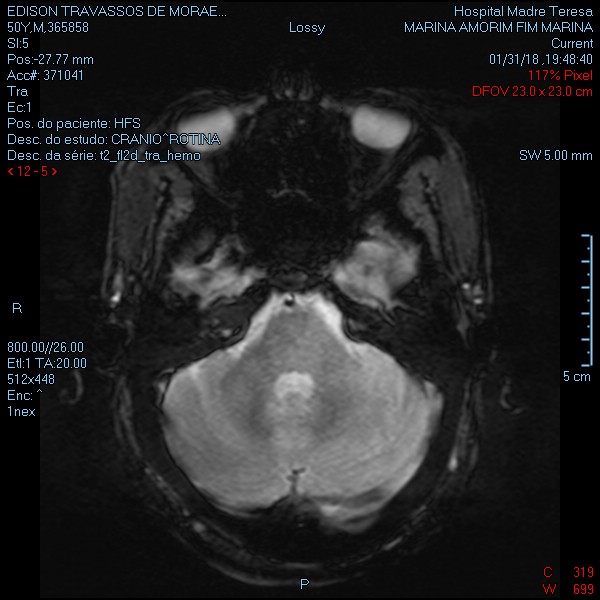 EDISON TRAVASSOS DE MORAE...
50Y,M,365858
Sl:5
Pos:-27.77 mm
Acc#: 371041
Tra
Ec:1
Pos. do paciente: HFS
Desc. do estudo: CRANIO^ROTINA
Desc. da série: t2_fl2d_tra_hemo
< 12 - 5 >
Lossy
Hospital Madre Teresa
MARINA AMORIM FIM MARINA
Current
01/31/18 ,19:48:40
117% Pixel
DFOV 23.0 x 23.0 cm
SW 5.00 mm
R
800.00//26.00
Etl:1 TA:20.00
512x448
Enc: ^
1nex
5 cm
P
C 319
W 699